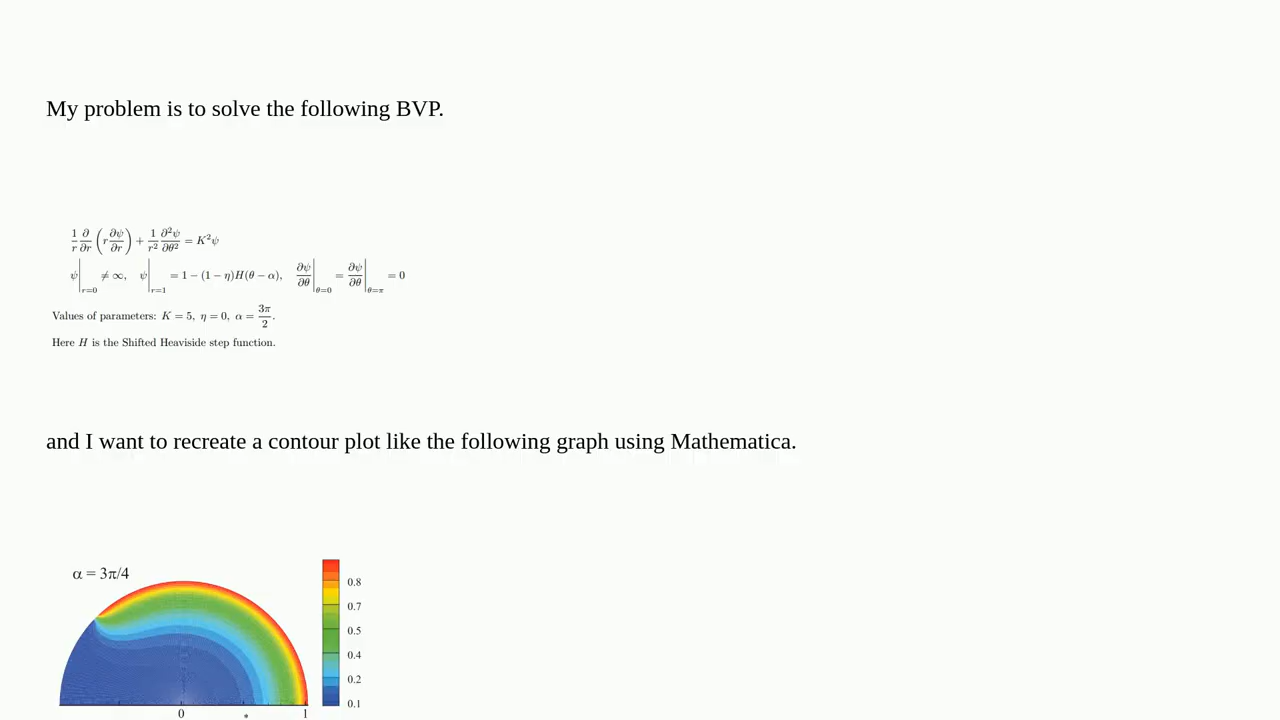 My problem is to solve the following BVP.
1/r ∂/∂r (r ∂ψ/∂r) + 1/r² ∂²ψ/∂θ² = K²ψ
ψ|r=0 ≠ ∞, ψ|r=1 = 1 − (1 − η)H(θ − α), ∂ψ/∂θ|θ=0 = ∂ψ/∂θ|θ=π = 0
Values of parameters: K = 5, η = 0, α = 3π/2.
Here H is the Shifted Heaviside step function.
and I want to recreate a contour plot like the following graph using Mathematica.
α = 3π/4
0.8
0.7
0.5
0.4
0.2
0.1
0 * 1